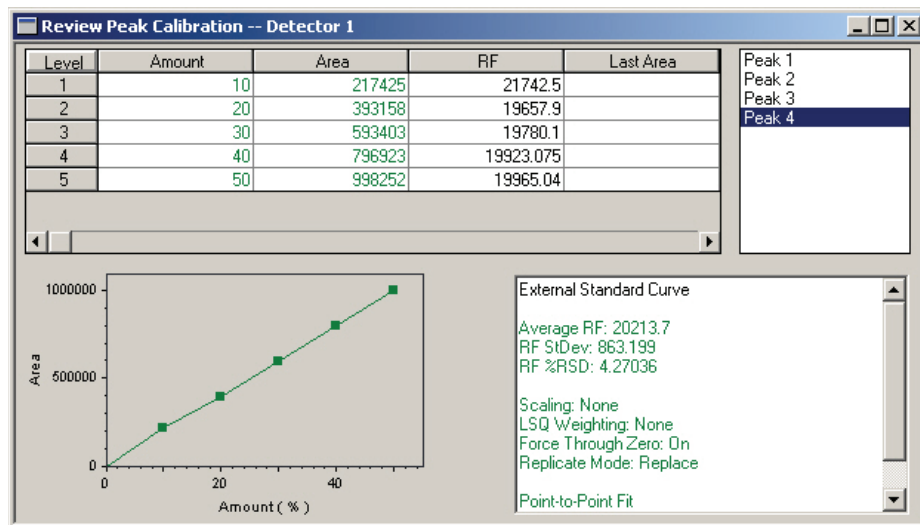 Review Peak Calibration -- Detector 1
Level Amount Area RF Last Area
1 10 217425 21742.5
2 20 393158 19657.9
3 30 593403 19780.1
4 40 796923 19923.075
5 50 998252 19965.04
Peak 1
Peak 2
Peak 3
Peak 4
1000000
500000
0
Area
0 20 40
Amount ( % )
External Standard Curve
Average RF: 20213.7
RF StDev: 863.199
RF %RSD: 4.27036
Scaling: None
LSQ Weighting: None
Force Through Zero: On
Replicate Mode: Replace
Point-to-Point Fit